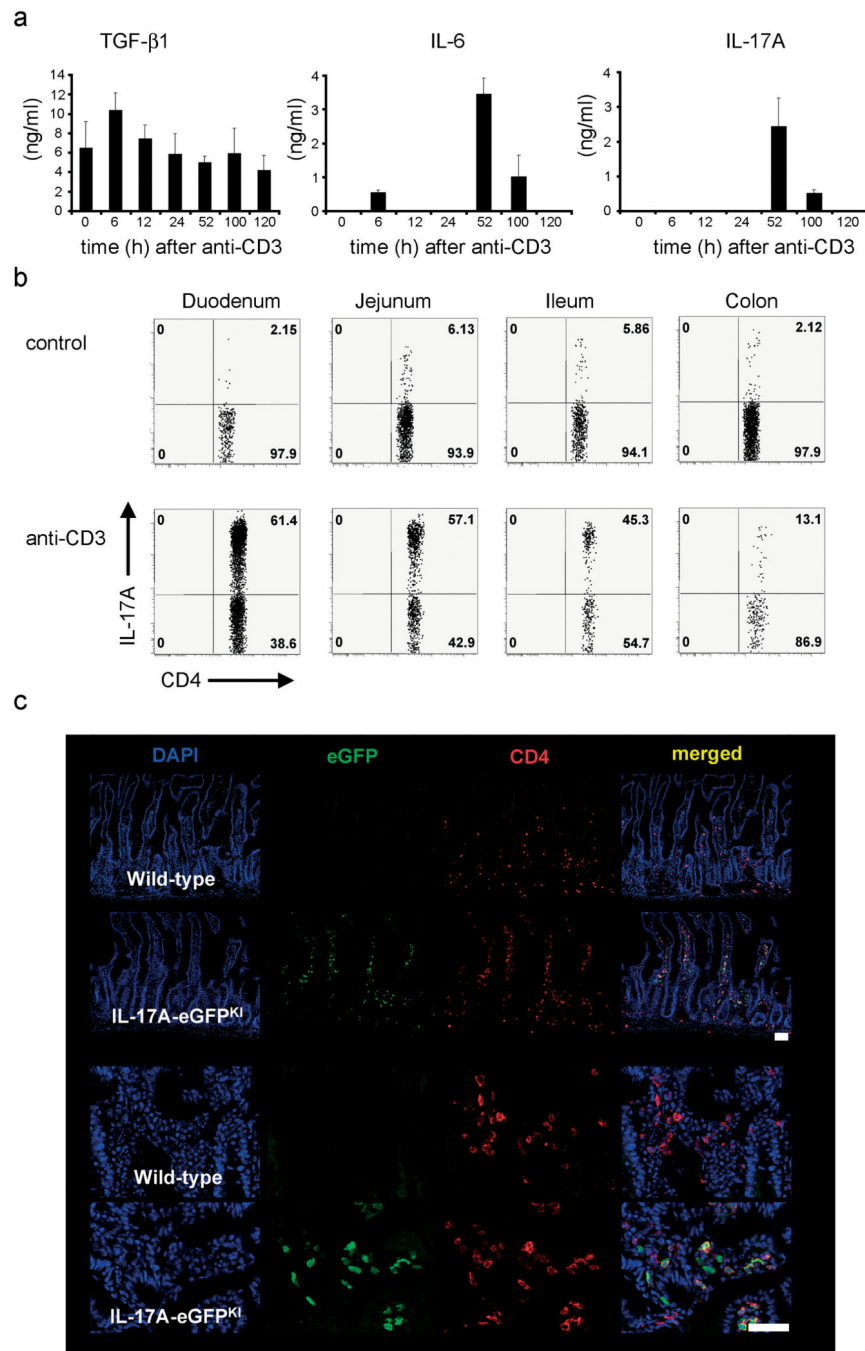 a
TGF-β1 IL-6 IL-17A
(ng/ml)
14
12
10
8
6
4
2
0
0 6 12 24 52 100 120
time (h) after anti-CD3
(ng/ml)
4
3
2
1
0
0 6 12 24 52 100 120
time (h) after anti-CD3
(ng/ml)
4
3
2
1
0
0 6 12 24 52 100 120
time (h) after anti-CD3
b
Duodenum Jejunum Ileum Colon
control
0 2.15 0 6.13 0 5.86 0 2.12
0 97.9 0 93.9 0 94.1 0 97.9
anti-CD3
0 61.4 0 57.1 0 45.3 0 13.1
0 38.6 0 42.9 0 54.7 0 86.9
IL-17A
CD4
c
DAPI eGFP CD4 merged
Wild-type
IL-17A-eGFPKI
Wild-type
IL-17A-eGFPKI